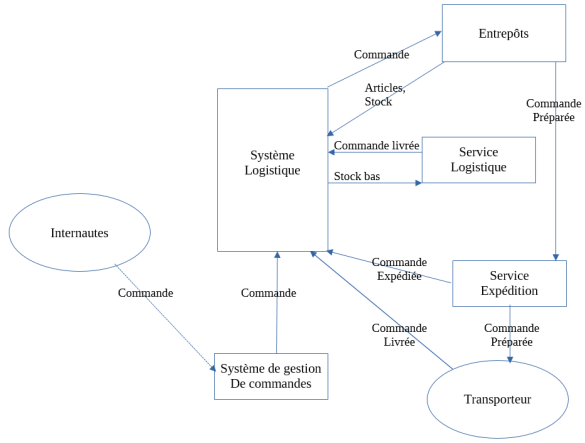 Entrepôts
Commande
Articles,
Stock
Commande
Préparée
Commande livrée
Service
Logistique
Système
Logistique
Stock bas
Internautes
Commande
Expédiée
Service
Expédition
Commande
Commande
Commande
Livrée
Commande
Préparée
Système de gestion
De commandes
Transporteur